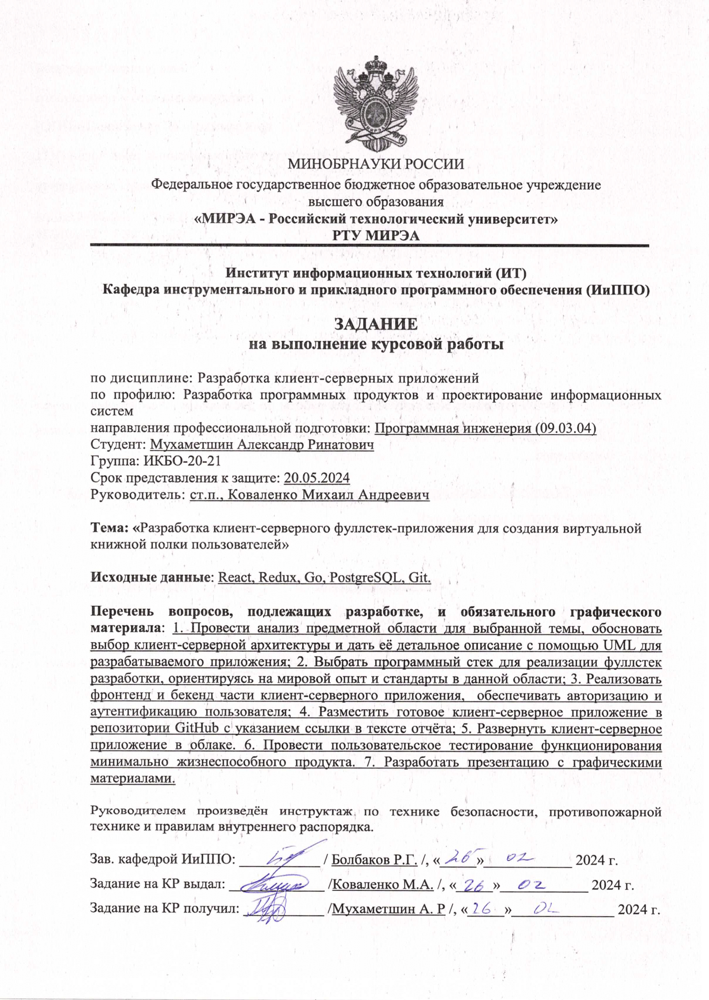 МИНОБРНАУКИ РОССИИ
Федеральное государственное бюджетное образовательное учреждение
высшего образования
«МИРЭА - Российский технологический университет»
РТУ МИРЭА
Институт информационных технологий (ИТ)
Кафедра инструментального и прикладного программного обеспечения (ИиППО)
ЗАДАНИЕ
на выполнение курсовой работы
по дисциплине: Разработка клиент-серверных приложений
по профилю: Разработка программных продуктов и проектирование информационных
систем
направления профессиональной подготовки: Программная инженерия (09.03.04)
Студент: Мухаметшин Александр Ринатович
Группа: ИКБО-20-21
Срок представления к защите: 20.05.2024
Руководитель: ст.п., Коваленко Михаил Андреевич
Тема: «Разработка клиент-серверного фуллстек-приложения для создания виртуальной
книжной полки пользователей»
Исходные данные: React, Redux, Go, PostgreSQL, Git.
Перечень вопросов, подлежащих разработке, и обязательного графического
материала: 1. Провести анализ предметной области для выбранной темы, обосновать
выбор клиент-серверной архитектуры и дать её детальное описание с помощью UML для
разрабатываемого приложения; 2. Выбрать программный стек для реализации фуллстек
разработки, ориентируясь на мировой опыт и стандарты в данной области; 3. Реализовать
фронтенд и бекенд части клиент-серверного приложения, обеспечивать авторизацию и
аутентификацию пользователя; 4. Разместить готовое клиент-серверное приложение в
репозитории GitHub с указанием ссылки в тексте отчёта; 5. Развернуть клиент-серверное
приложение в облаке. 6. Провести пользовательское тестирование функционирования
минимально жизнеспособного продукта. 7. Разработать презентацию с графическими
материалами.
Руководителем произведён инструктаж по технике безопасности, противопожарной
технике и правилам внутреннего распорядка.
Зав. кафедрой ИиППО: ___________ / Болбаков Р.Г. /, «26» 02 2024 г.
Задание на КР выдал: ___________ /Коваленко М.А. /, «26» 02 2024 г.
Задание на КР получил: ___________ /Мухаметшин А. Р /, «26» 02 2024 г.